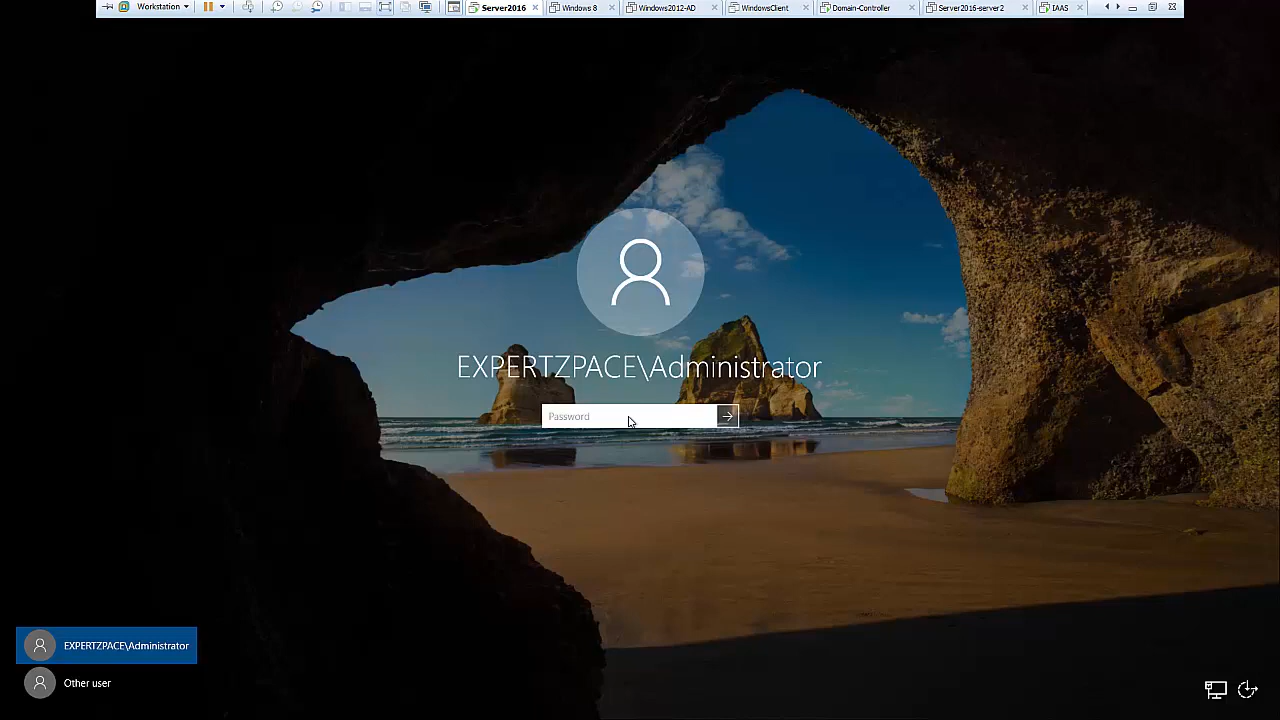 Workstation
Server2016
Windows 8
Windows2012-AD
WindowsClient
Domain-Controller
Server2016-server2
IAAS
EXPERTZPACE\Administrator
Password
EXPERTZPACE\Administrator
Other user